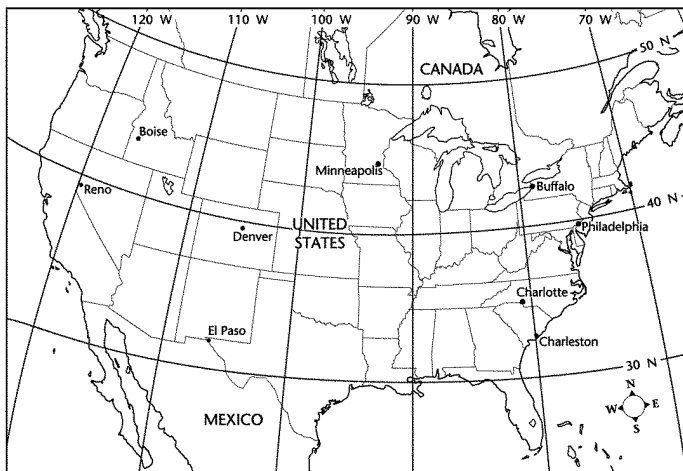 120 W
110 W
100 W
90 W
80 W
70 W
50 N
CANADA
Boise
Minneapolis
Reno
Buffalo
40 N
UNITED
STATES
Denver
Philadelphia
Charlotte
El Paso
Charleston
30 N
MEXICO
N
W
E
S